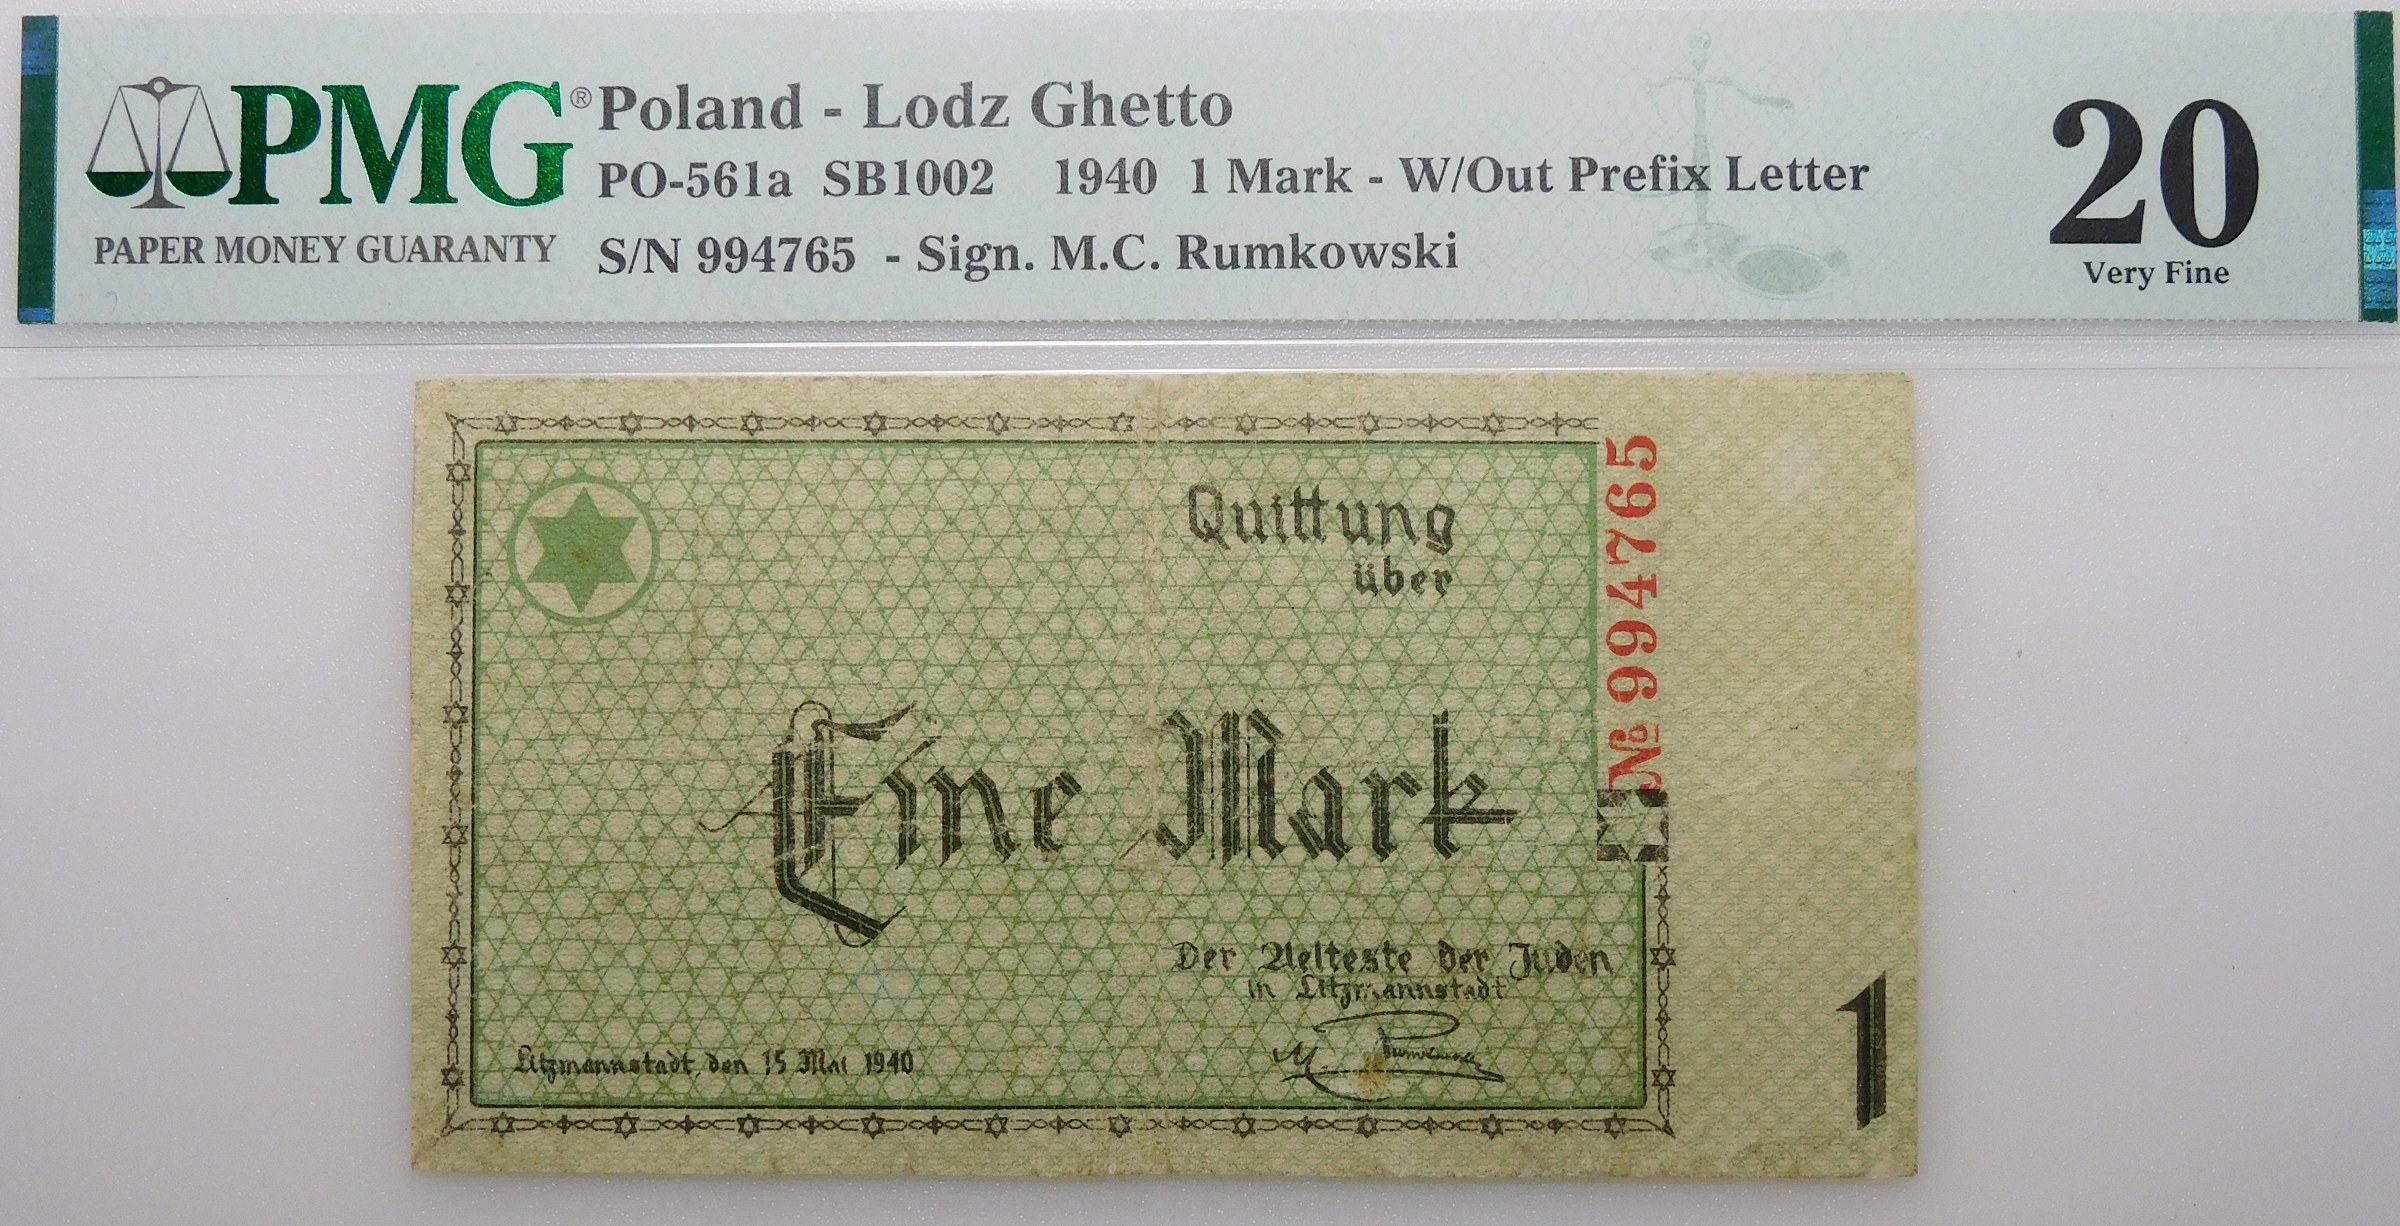 PMG®
PAPER MONEY GUARANTY
Poland - Lodz Ghetto
PO-561a SB1002 1940 1 Mark - W/Out Prefix Letter
S/N 994765 - Sign. M.C. Rumkowski
20
Very Fine
Quittung
über
№ 994765
Eine Mark
Der Aelteste der Juden
in Litzmannstadt
M. Rumkowski
Litzmannstadt, den 15 Mai 1940
1